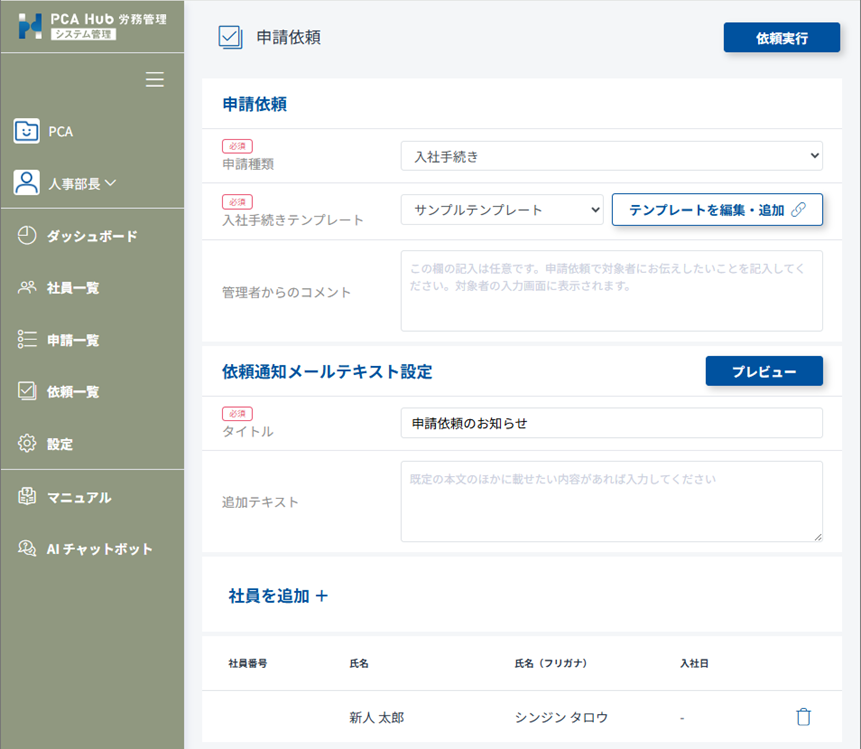 PCA Hub 労務管理
システム管理
PCA
人事部長
ダッシュボード
社員一覧
申請一覧
依頼一覧
設定
マニュアル
AI チャットボット
申請依頼
依頼実行
申請依頼
必須
申請種類
入社手続き
必須
入社手続きテンプレート
サンプルテンプレート
テンプレートを編集・追加
管理者からのコメント
この欄の記入は任意です。申請依頼で対象者にお伝えしたいことを記入してく
ださい。対象者の入力画面に表示されます。
依頼通知メールテキスト設定
プレビュー
必須
タイトル
申請依頼のお知らせ
追加テキスト
既定の本文のほかに載せたい内容があれば入力してください
社員を追加 +
社員番号 氏名 氏名（フリガナ） 入社日
新人 太郎 シンジン タロウ -